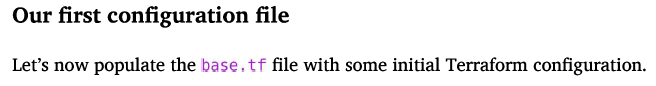 Our first configuration file
Let’s now populate the base.tf file with some initial Terraform configuration.